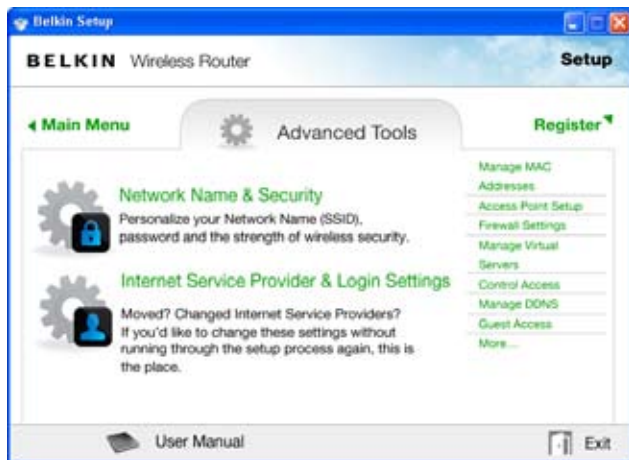 Belkin Setup
BELKIN Wireless Router
Setup
Main Menu
Advanced Tools
Register
Network Name & Security
Personalize your Network Name (SSID),
password and the strength of wireless security.
Internet Service Provider & Login Settings
Moved? Changed Internet Service Providers?
If you'd like to change these settings without
running through the setup process again, this is
the place.
Manage MAC
Addresses
Access Point Setup
Firewall Settings
Manage Virtual
Servers
Control Access
Manage DDNS
Guest Access
More...
User Manual
Exit